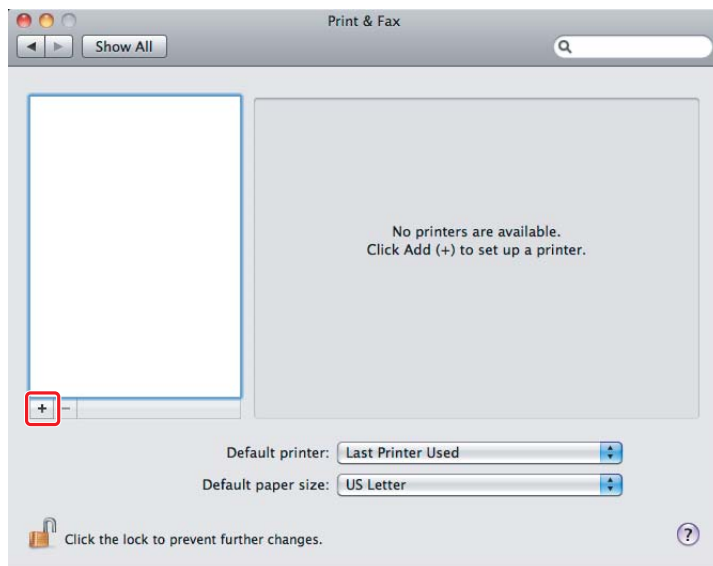 Print & Fax
Show All
No printers are available.
Click Add (+) to set up a printer.
+ −
Default printer: Last Printer Used
Default paper size: US Letter
Click the lock to prevent further changes.
?